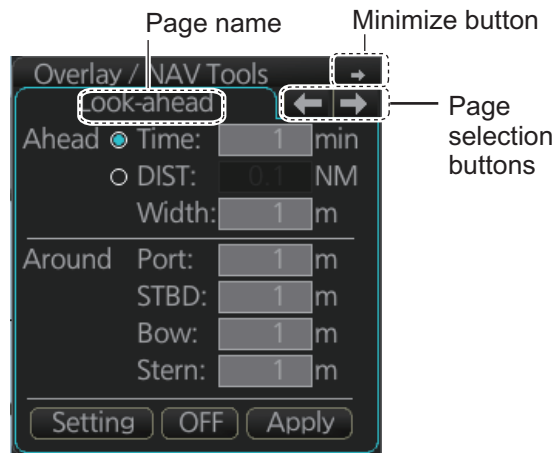 Page name
Minimize button
Overlay / NAV Tools
Look-ahead
Page
selection
buttons
Ahead Time: 1 min
DIST: 0.1 NM
Width: 1 m
Around Port: 1 m
STBD: 1 m
Bow: 1 m
Stern: 1 m
Setting OFF Apply